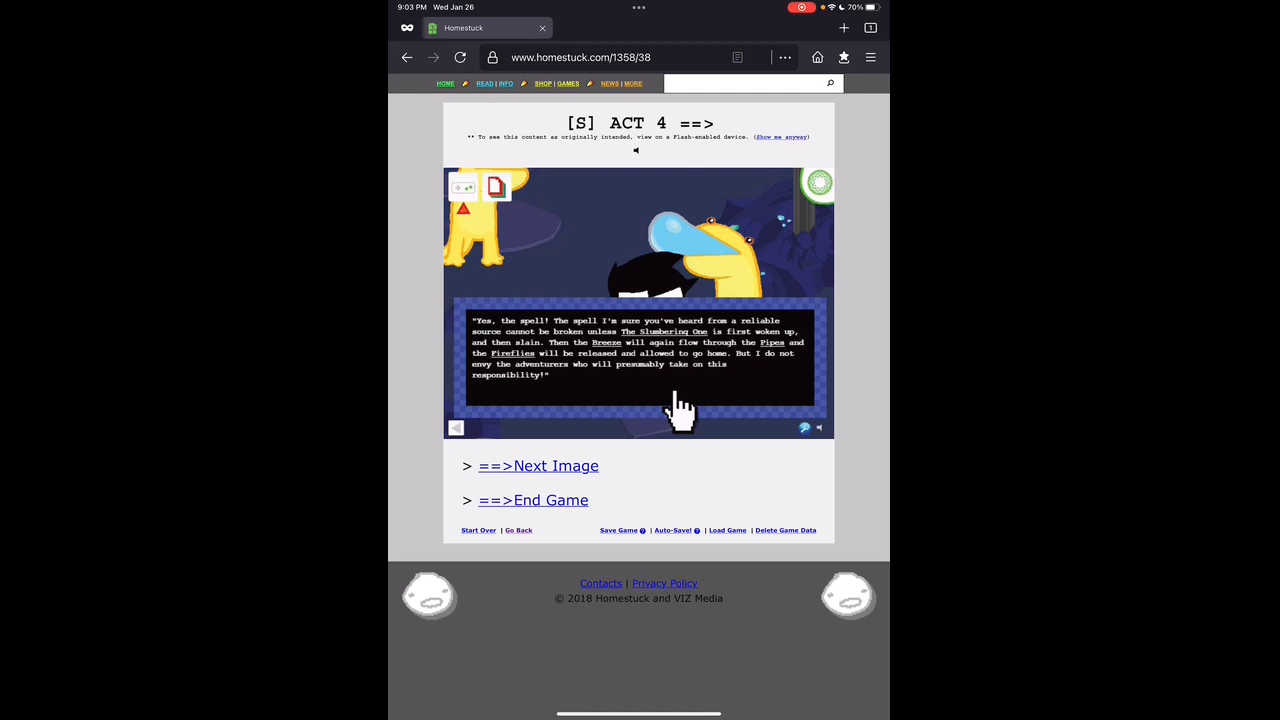 9:03 PM Wed Jan 26
70%
Homestuck
1
www.homestuck.com/1358/38
HOME READ | INFO SHOP | GAMES NEWS | MORE
[S] ACT 4 ==>
** To see this content as originally intended, view on a Flash-enabled device. (Show me anyway)
"Yes, the spell! The spell I'm sure you've heard from a reliable
source cannot be broken unless The Slumbering One is first woken up,
and then slain. Then the Breeze will again flow through the Pipes and
the Fireflies will be released and allowed to go home. But I do not
envy the adventurers who will presumably take on this
responsibility!"
> ==>Next Image
> ==>End Game
Start Over | Go Back Save Game ? | Auto-Save! ? | Load Game | Delete Game Data
Contacts | Privacy Policy
© 2018 Homestuck and VIZ Media